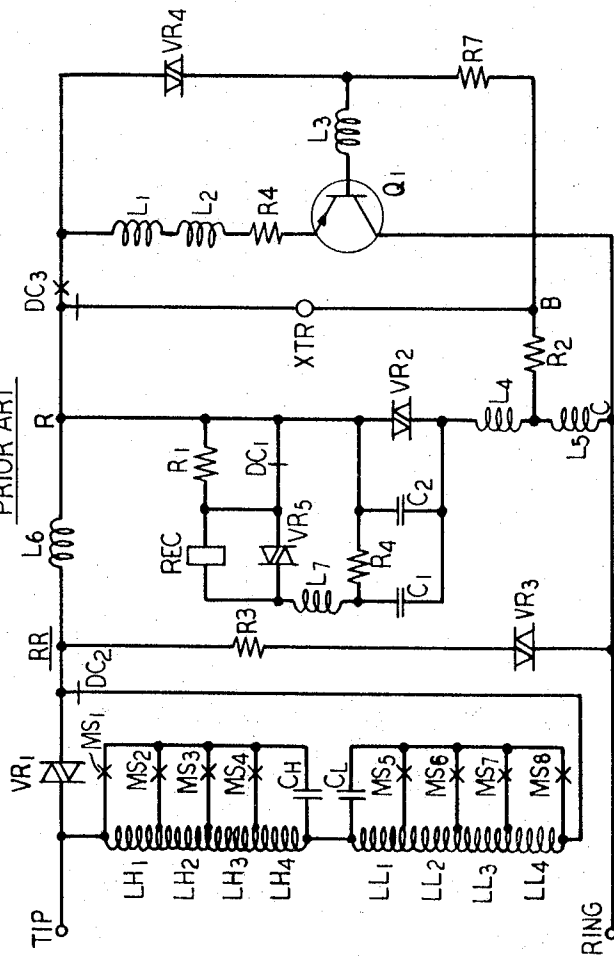 PRIOR ART
TIP
VR1
MS1
MS2
MS3
MS4
LH1
LH2
LH3
LH4
CH
CL
LL1
LL2
LL3
LL4
MS5
MS6
MS7
MS8
RING
DC2
RR
R3
VR3
L6
R
REC
R1
VR5
DC1
L7
R4
C1
C2
VR2
L4
L5
C
R2
B
XTR
DC3
L1
L2
R4
Q1
L3
VR4
R7